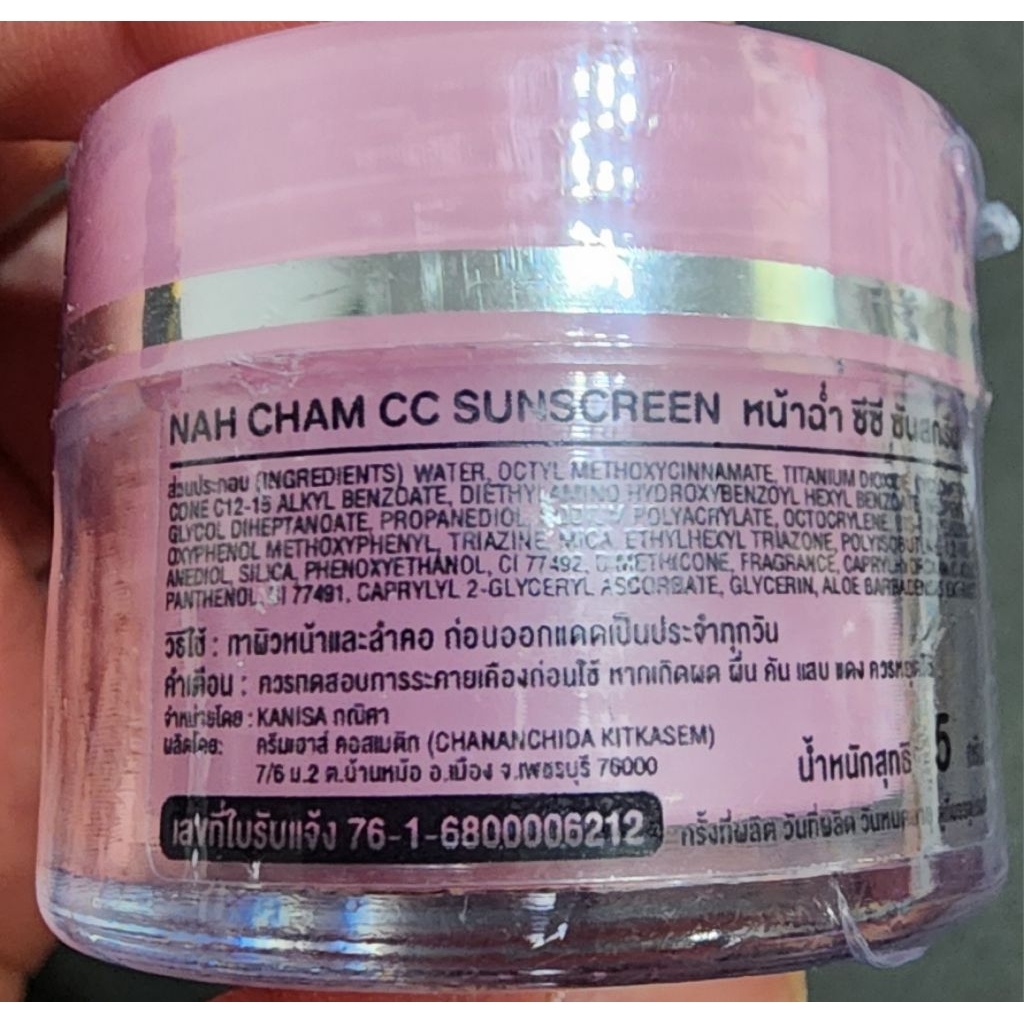 NAH CHAM CC SUNSCREEN หน้าฉ่ำ ซีซี ซันสกรีน
ส่วนประกอบ (INGREDIENTS) WATER, OCTYL METHOXYCINNAMATE, TITANIUM DIOXIDE,
CONE C12-15 ALKYL BENZOATE, DIETHYLAMINO HYDROXYBENZOYL HEXYL BENZOATE,
GLYCOL DIHEPTANOATE, PROPANEDIOL, POLYACRYLATE, OCTOCRYLENE,
OXYPHENOL METHOXYPHENYL, TRIAZINE, MICA, ETHYLHEXYL TRIAZONE,
ANEDIOL, SILICA, PHENOXYETHANOL, CI 77492, DIMETHICONE, FRAGRANCE,
PANTHENOL, CI 77491, CAPRYLYL 2-GLYCERYL ASCORBATE, GLYCERIN, ALOE
วิธีใช้ : ทาผิวหน้าและลำคอ ก่อนออกแดดเป็นประจำทุกวัน
คำเตือน : ควรทดสอบการระคายเคืองก่อนใช้ หากเกิดผด ผื่น คัน แสบ แดง
จำหน่ายโดย : KANISA กณิศา
ผลิตโดย: ครีมเฮาส์ คอสเมติก (CHANANCHIDA KITKASEM)
7/6 ม.2 ต.บ้านหม้อ อ.เมือง จ.เพชรบุรี 76000
น้ำหนักสุทธิ 5
เลขที่ใบรับแจ้ง 76-1-6800006212
ครั้งที่ผลิต วันที่ผลิต